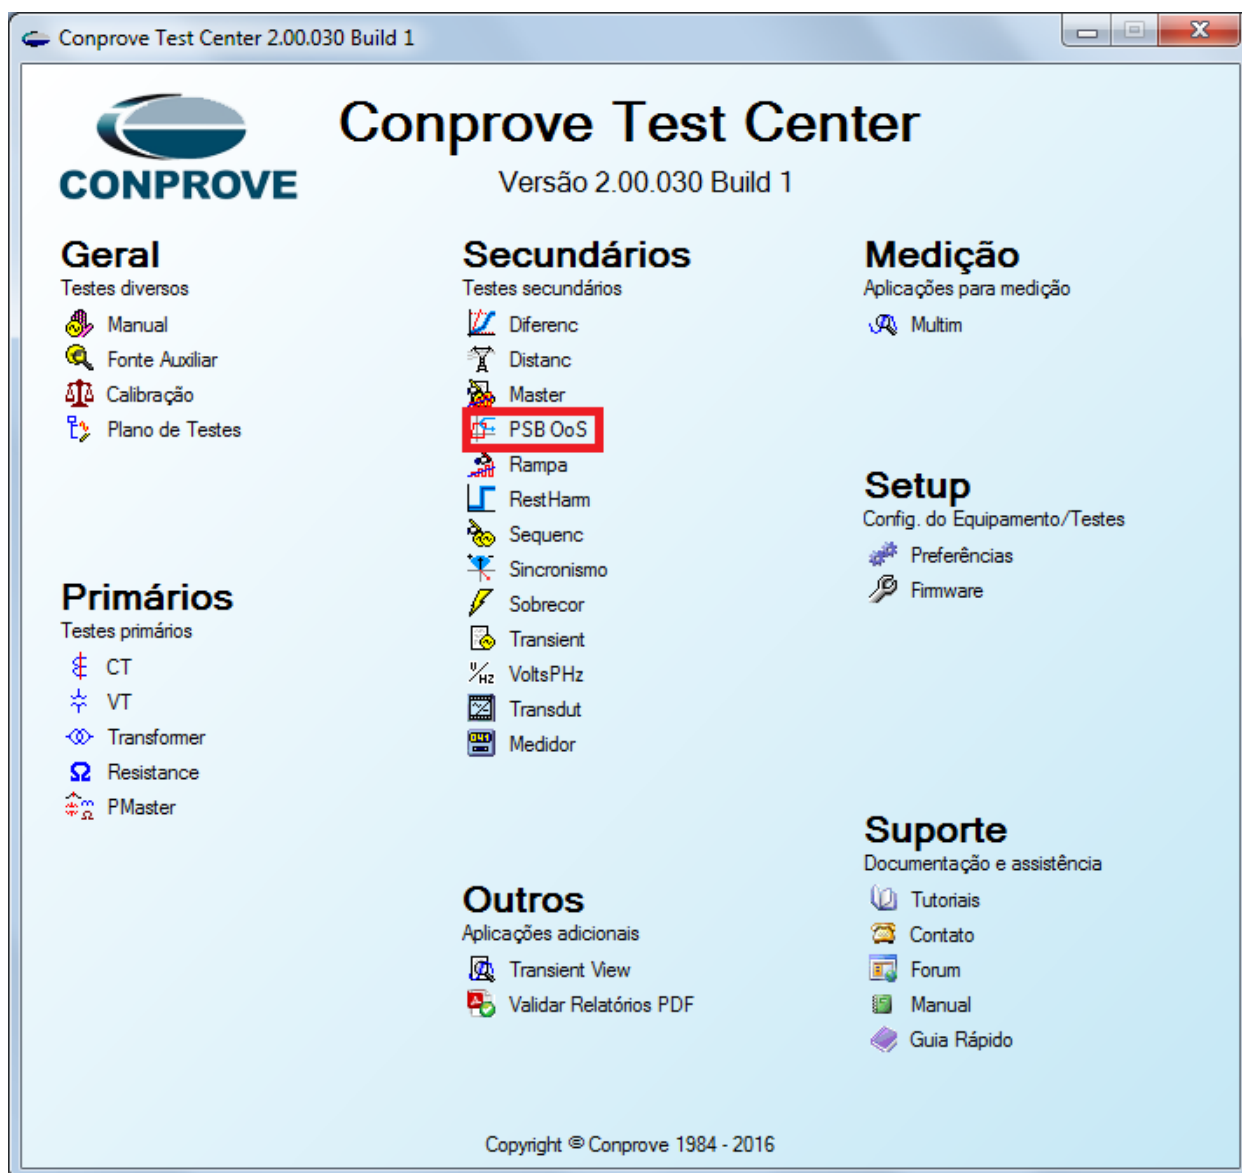 Conprove Test Center 2.00.030 Build 1
Conprove Test Center
CONPROVE
Versão 2.00.030 Build 1
Geral
Testes diversos
Manual
Fonte Auxiliar
Calibração
Plano de Testes
Primários
Testes primários
CT
VT
Transformer
Resistance
PMaster
Secundários
Testes secundários
Diferenc
Distanc
Master
PSB OoS
Rampa
RestHarm
Sequenc
Sincronismo
Sobrecor
Transient
VoltsPHz
Transdut
Medidor
Outros
Aplicações adicionais
Transient View
Validar Relatórios PDF
Medição
Aplicações para medição
Multim
Setup
Config. do Equipamento/Testes
Preferências
Firmware
Suporte
Documentação e assistência
Tutoriais
Contato
Forum
Manual
Guia Rápido
Copyright © Conprove 1984 - 2016